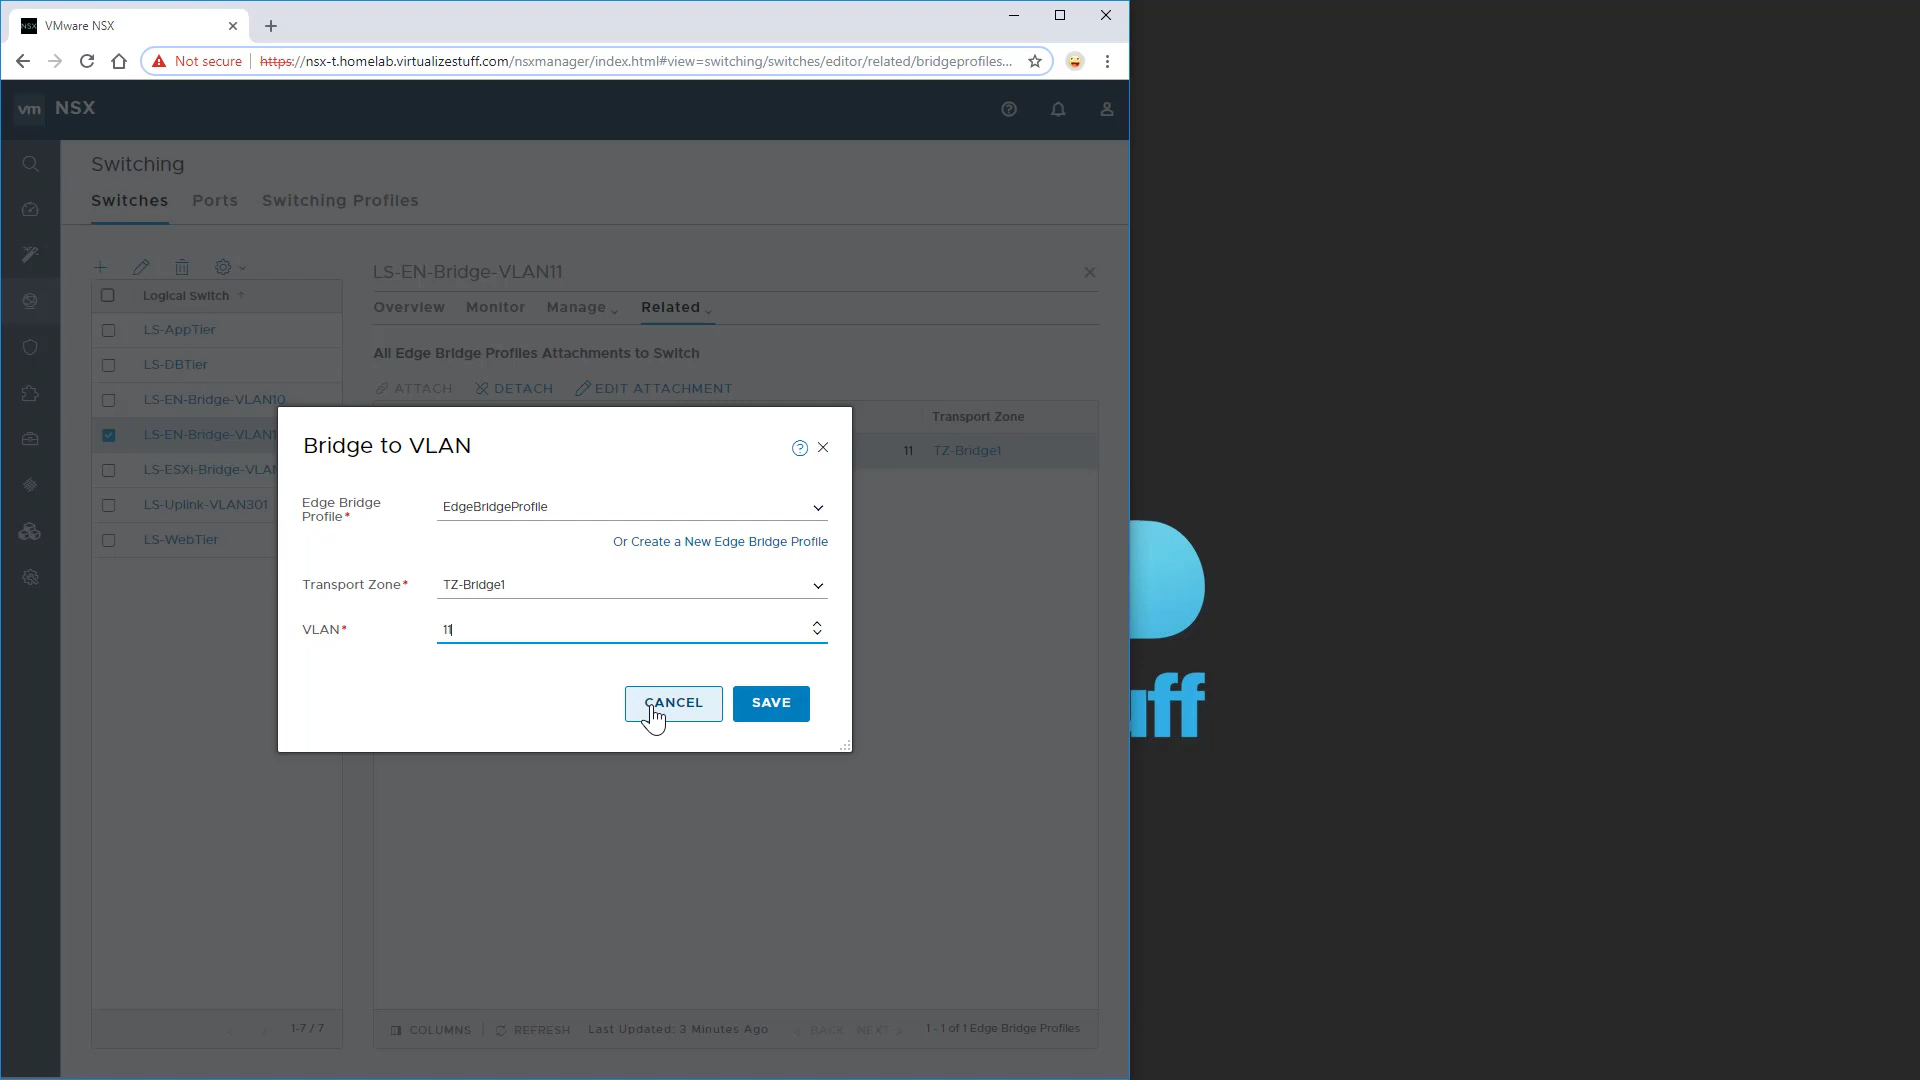 NSX
VMware NSX
Not secure
https://nsx-t.homelab.virtualizestuff.com/nsxmanager/index.html#view=switching/switches/editor/related/bridgeprofiles...
vm NSX
Switching
Switches Ports Switching Profiles
LS-EN-Bridge-VLAN11
Logical Switch
Overview Monitor Manage Related
LS-AppTier
All Edge Bridge Profiles Attachments to Switch
LS-DBTier
ATTACH DETACH EDIT ATTACHMENT
LS-EN-Bridge-VLAN10
Transport Zone
LS-EN-Bridge-VLAN1
11 TZ-Bridge1
LS-ESXi-Bridge-VLAN
LS-Uplink-VLAN301
LS-WebTier
Bridge to VLAN
Edge Bridge
Profile*
EdgeBridgeProfile
Or Create a New Edge Bridge Profile
Transport Zone*
TZ-Bridge1
VLAN*
11
CANCEL SAVE
1-7 / 7
COLUMNS REFRESH Last Updated: 3 Minutes Ago BACK NEXT 1 - 1 of 1 Edge Bridge Profiles
uff